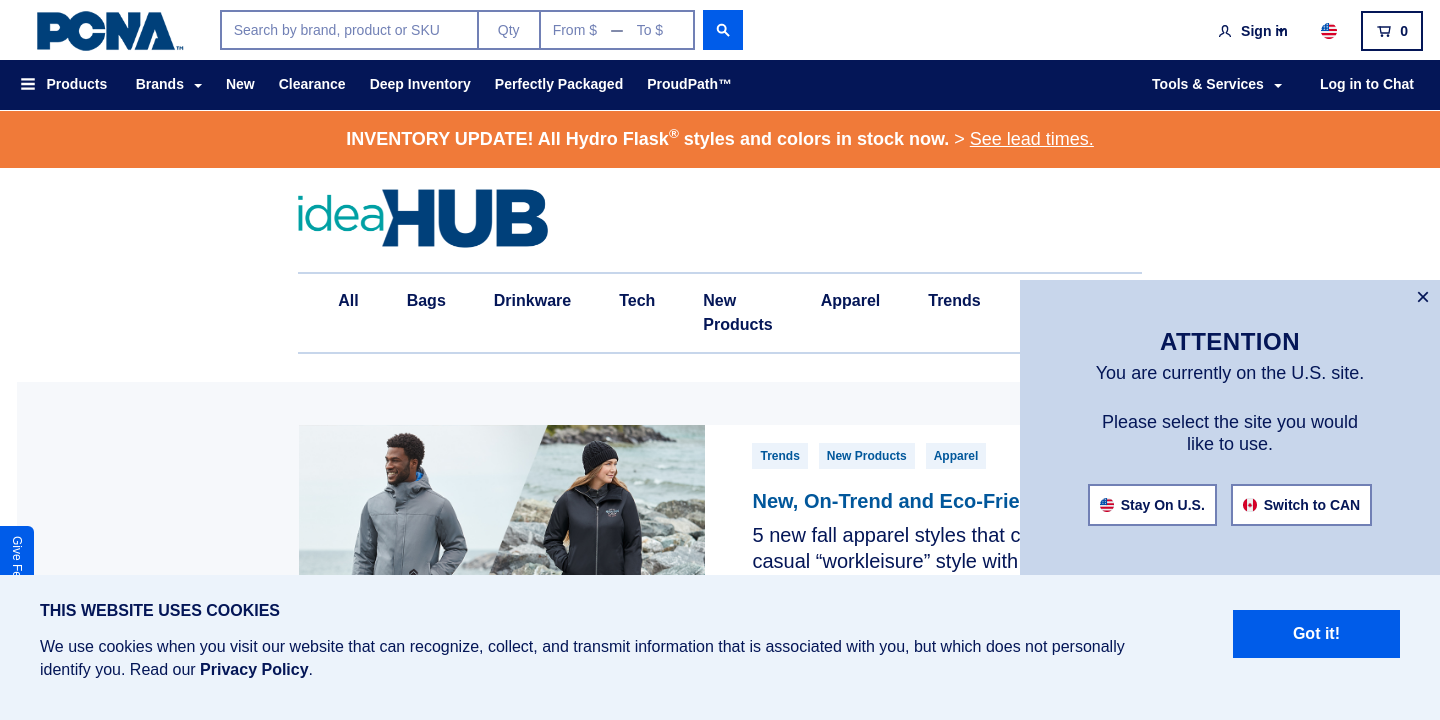 PCNA™
Search by brand, product or SKU
Qty
From $ — To $
Sign in
0
Products
Brands
New
Clearance
Deep Inventory
Perfectly Packaged
ProudPath™
Tools & Services
Log in to Chat
INVENTORY UPDATE! All Hydro Flask® styles and colors in stock now. > See lead times.
ideaHUB
All
Bags
Drinkware
Tech
New
Products
Apparel
Trends
×
ATTENTION
You are currently on the U.S. site.
Please select the site you would
like to use.
Stay On U.S.
Switch to CAN
Trends
New Products
Apparel
New, On-Trend and Eco-Frie
5 new fall apparel styles that c
casual “workleisure” style with
Give Fe
THIS WEBSITE USES COOKIES
We use cookies when you visit our website that can recognize, collect, and transmit information that is associated with you, but which does not personally
identify you. Read our Privacy Policy.
Got it!